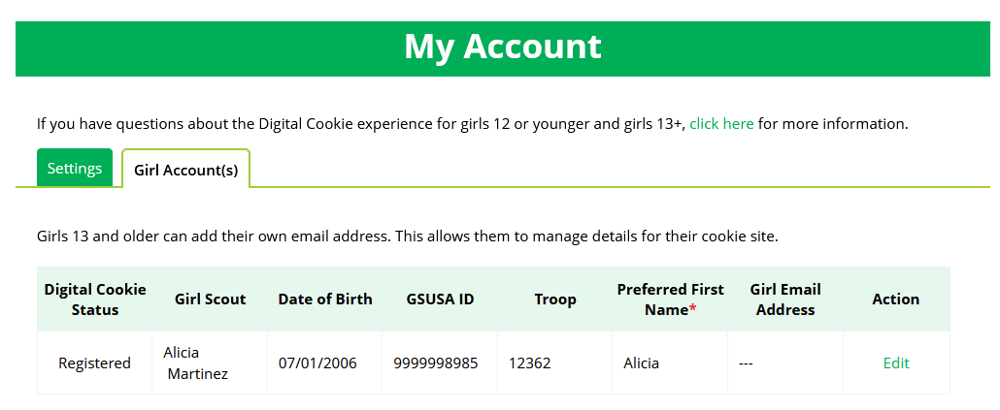 My Account
If you have questions about the Digital Cookie experience for girls 12 or younger and girls 13+, click here for more information.
Settings
Girl Account(s)
Girls 13 and older can add their own email address. This allows them to manage details for their cookie site.
Digital Cookie Status
Girl Scout
Date of Birth
GSUSA ID
Troop
Preferred First Name*
Girl Email Address
Action
Registered
Alicia
Martinez
07/01/2006
9999998985
12362
Alicia
---
Edit